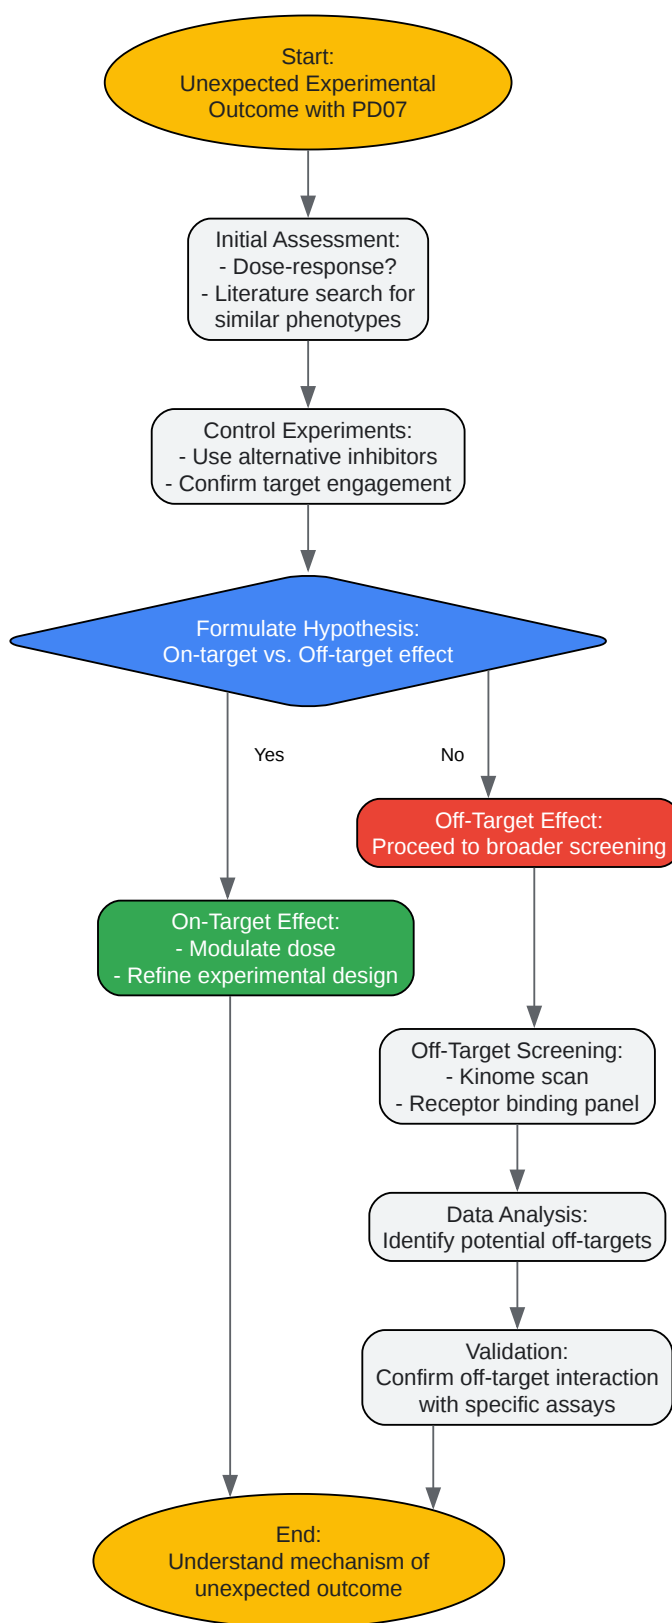 Start:
Unexpected Experimental
Outcome with PD07
Initial Assessment:
- Dose-response?
- Literature search for
similar phenotypes
Control Experiments:
- Use alternative inhibitors
- Confirm target engagement
Formulate Hypothesis:
On-target vs. Off-target effect
Yes
No
Off-Target Effect:
Proceed to broader screening
On-Target Effect:
- Modulate dose
- Refine experimental design
Off-Target Screening:
- Kinome scan
- Receptor binding panel
Data Analysis:
Identify potential off-targets
Validation:
Confirm off-target interaction
with specific assays
End:
Understand mechanism of
unexpected outcome